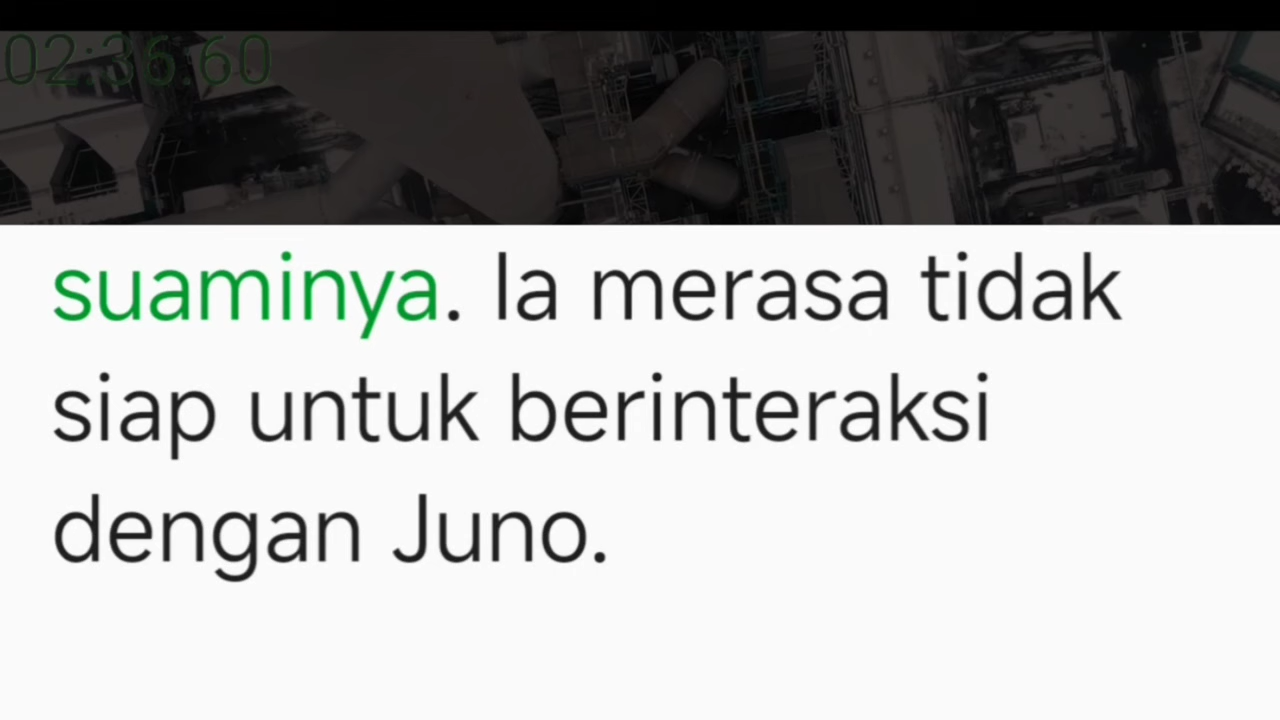 02:36:60
suaminya. Ia merasa tidak
siap untuk berinteraksi
dengan Juno.